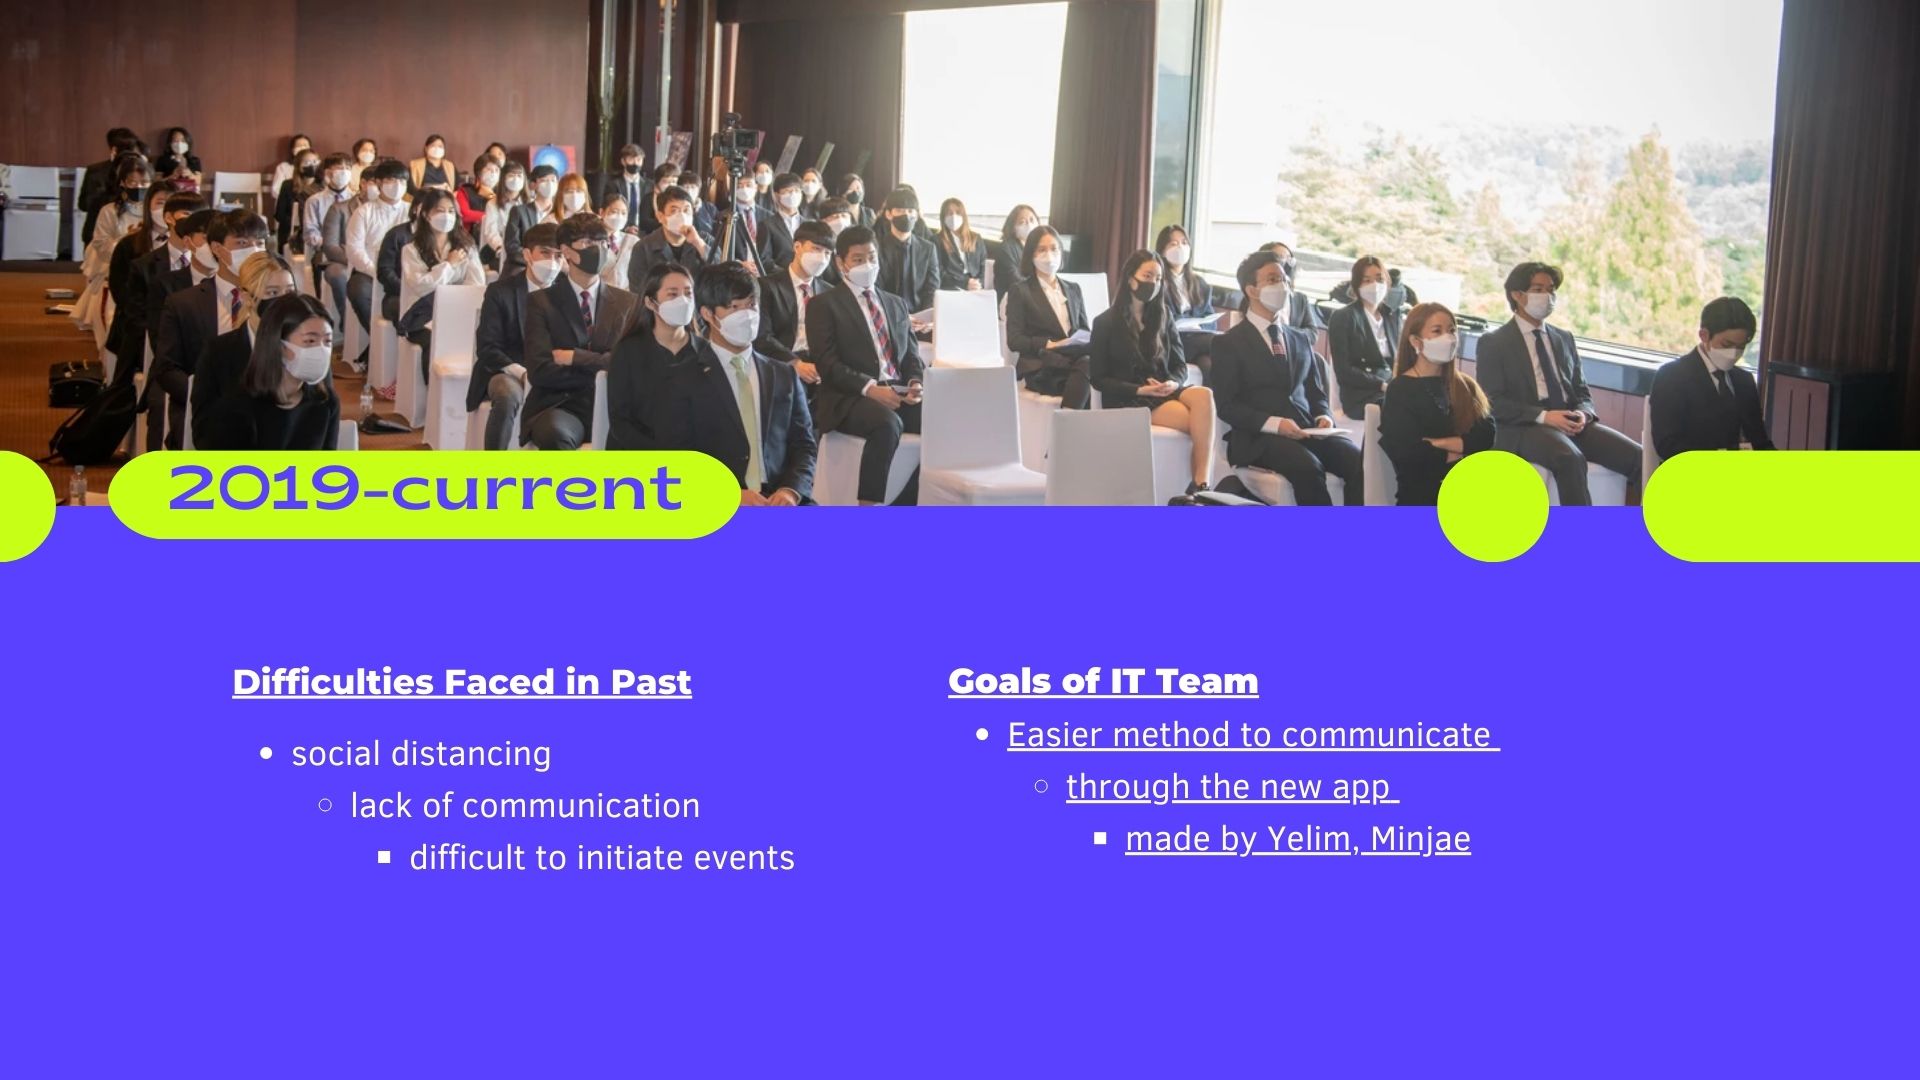 2019-current
Difficulties Faced in Past
social distancing
lack of communication
difficult to initiate events
Goals of IT Team
Easier method to communicate
through the new app
made by Yelim, Minjae